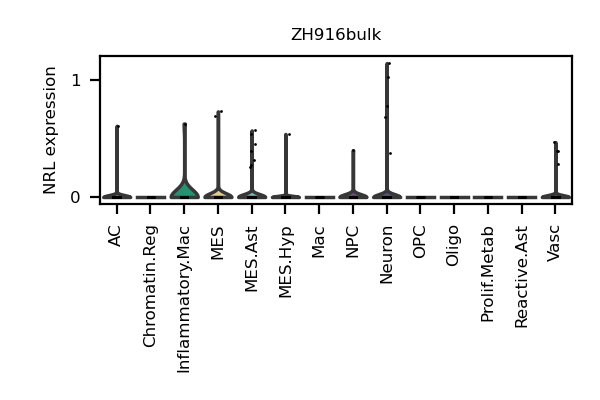 ZH916bulk
NRL expression
1
0
AC
Chromatin.Reg
Inflammatory.Mac
MES
MES.Ast
MES.Hyp
Mac
NPC
Neuron
OPC
Oligo
Prolif.Metab
Reactive.Ast
Vasc